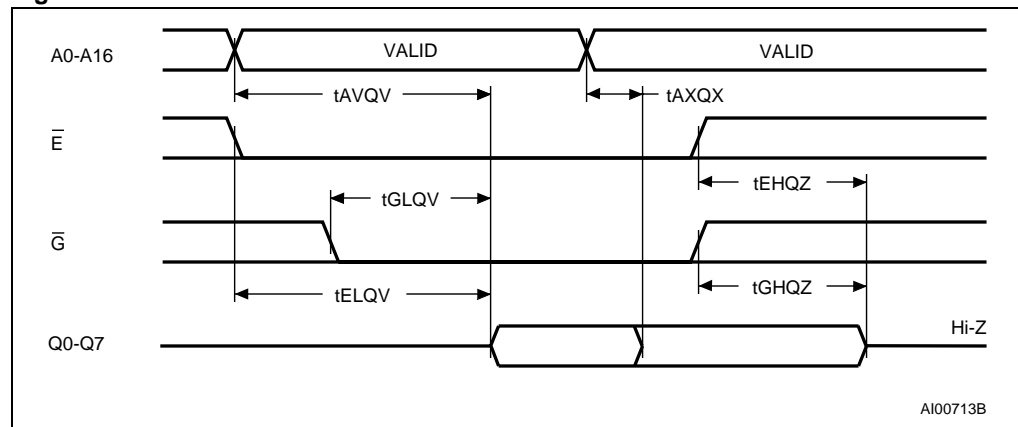 A0-A16 VALID VALID
tAVQV tAXQX
E̅
tEHQZ
tGLQV
G̅
tELQV tGHQZ
Hi-Z
Q0-Q7
AI00713B